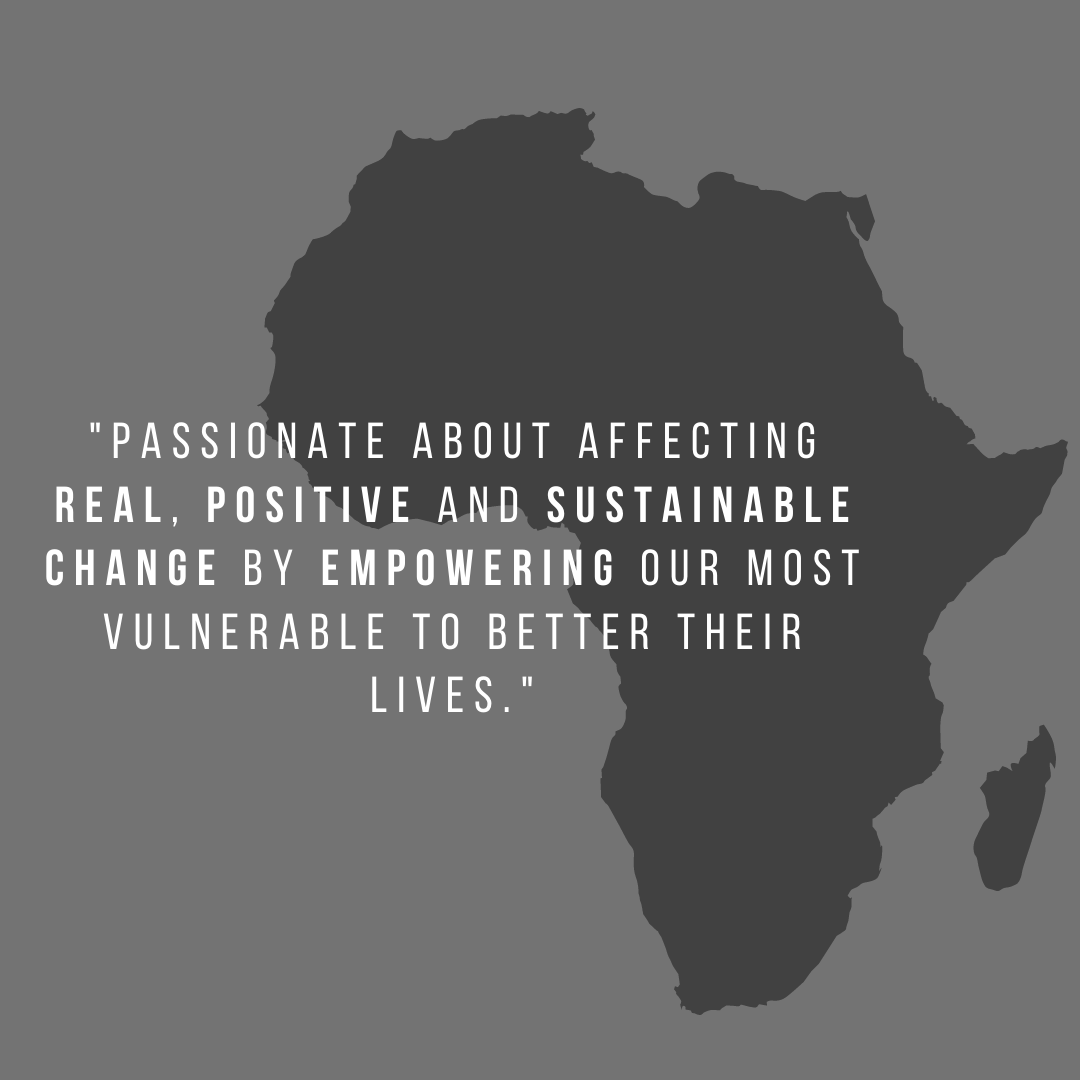 "PASSIONATE ABOUT AFFECTING
REAL, POSITIVE AND SUSTAINABLE
CHANGE BY EMPOWERING OUR MOST
VULNERABLE TO BETTER THEIR
LIVES."